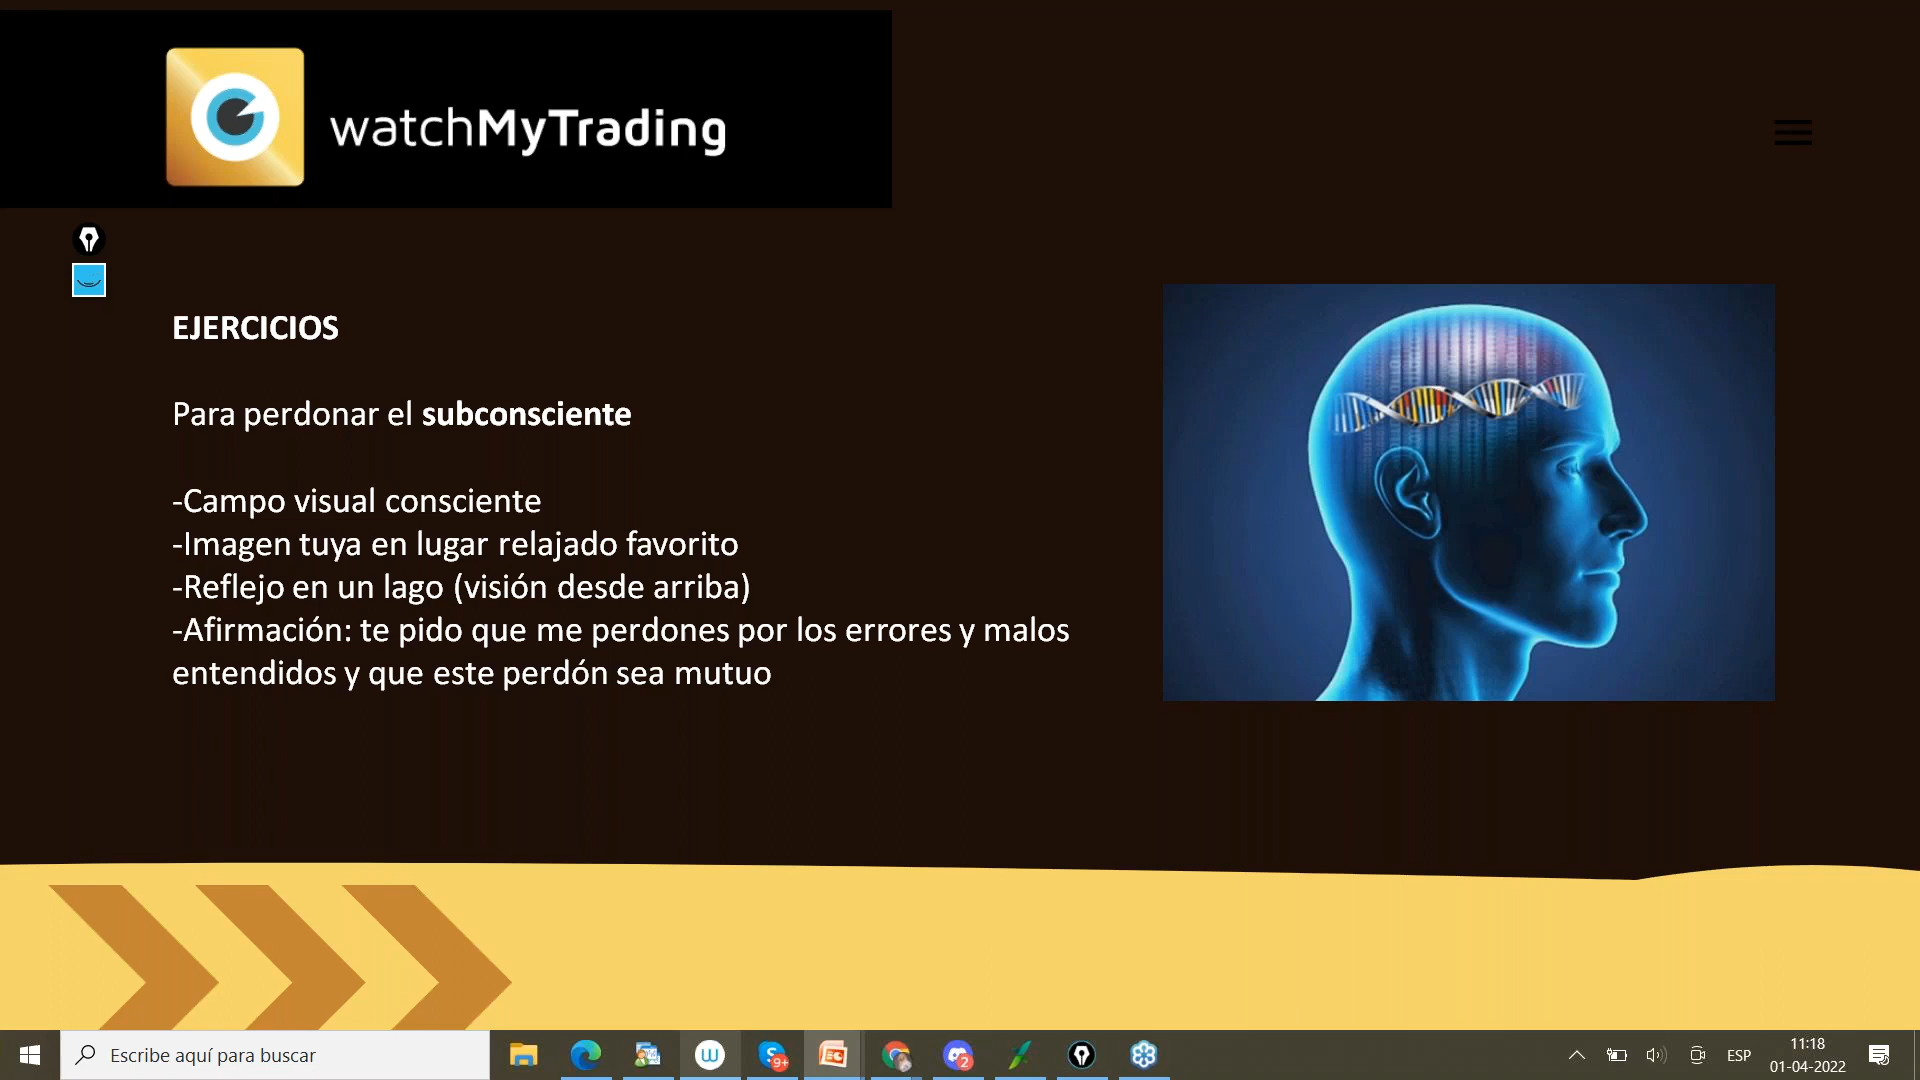 watchMyTrading
EJERCICIOS
Para perdonar el subconsciente
-Campo visual consciente
-Imagen tuya en lugar relajado favorito
-Reflejo en un lago (visión desde arriba)
-Afirmación: te pido que me perdones por los errores y malos
entendidos y que este perdón sea mutuo
Escribe aquí para buscar
9+
2
ESP
11:18
01-04-2022